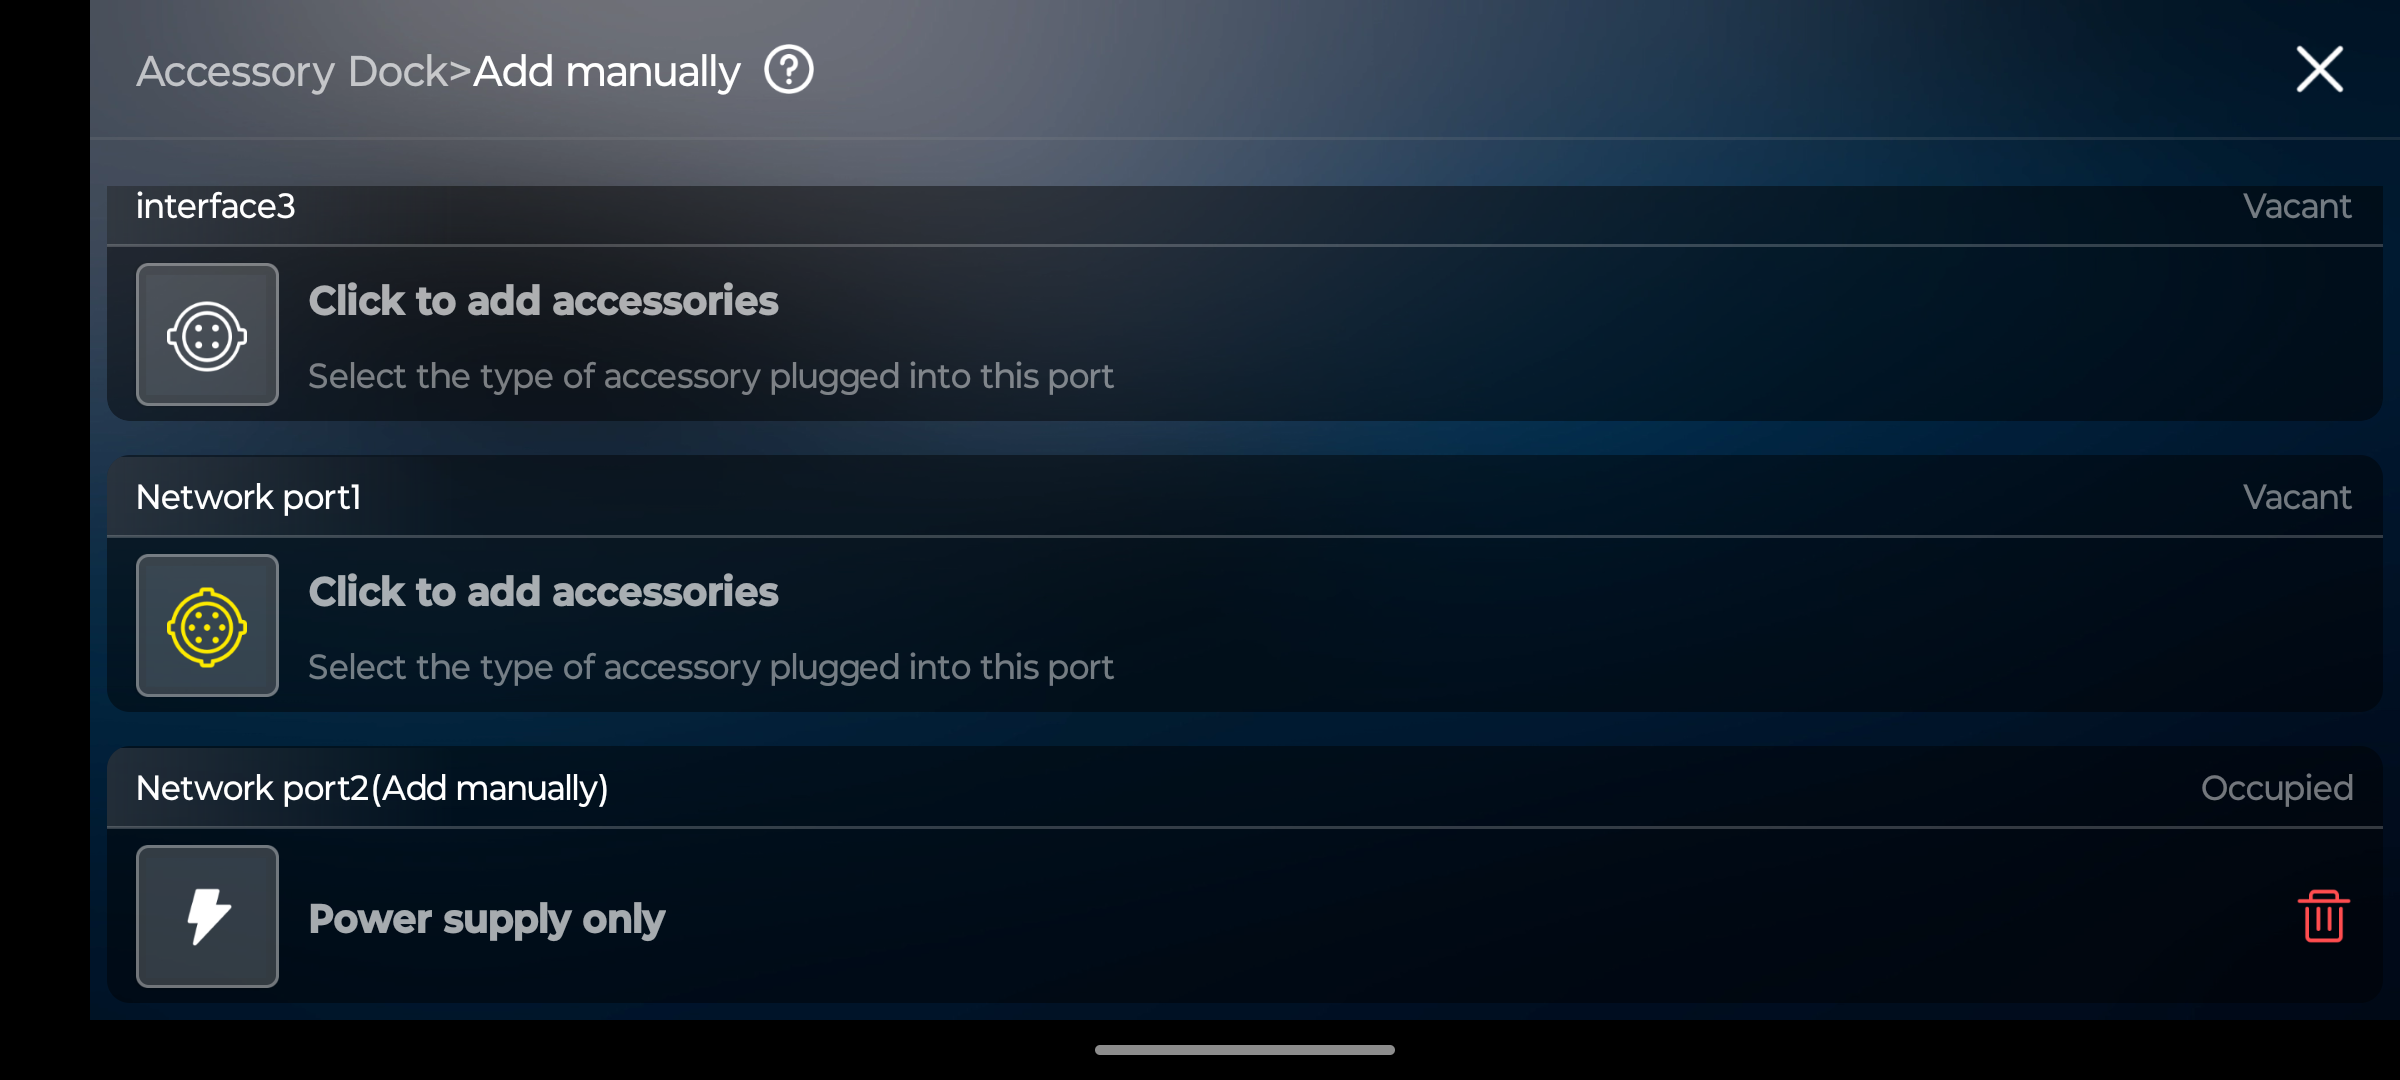 Accessory Dock>Add manually
interface3
Vacant
Click to add accessories
Select the type of accessory plugged into this port
Network port1
Vacant
Click to add accessories
Select the type of accessory plugged into this port
Network port2(Add manually)
Occupied
Power supply only